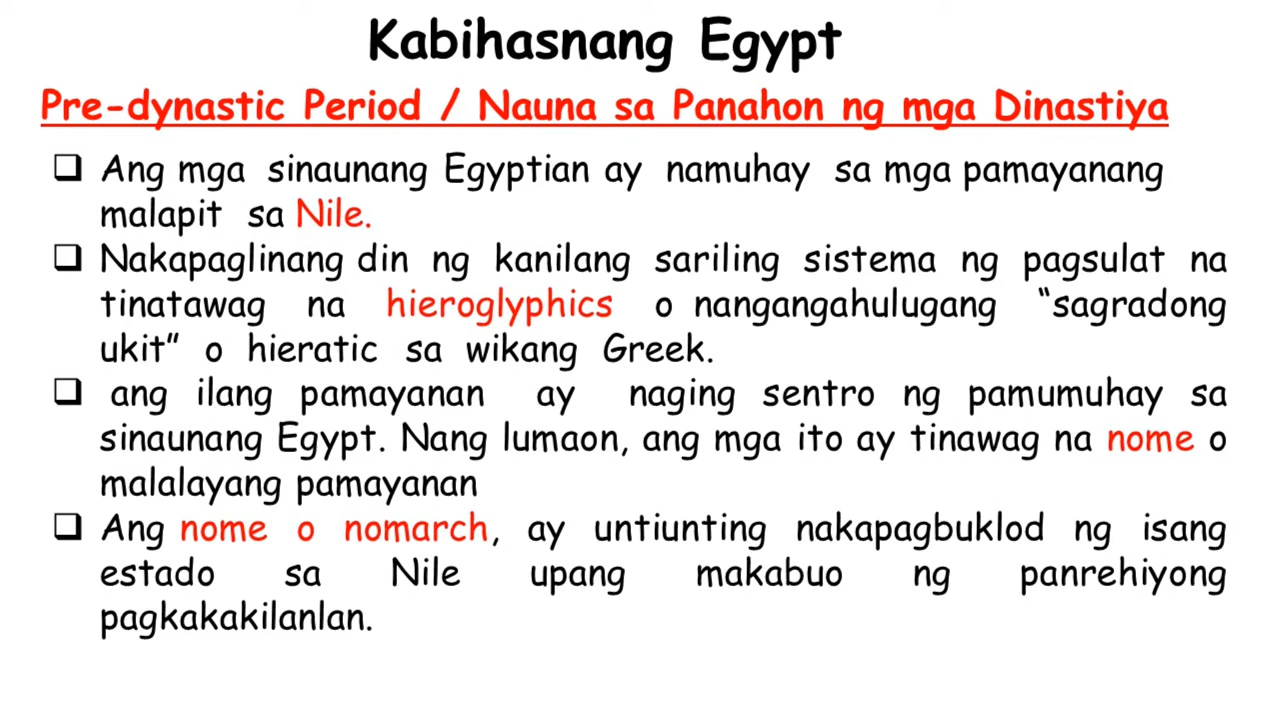 Kabihasnang Egypt
Pre-dynastic Period / Nauna sa Panahon ng mga Dinastiya
❑ Ang mga sinaunang Egyptian ay namuhay sa mga pamayanang
malapit sa Nile.
❑ Nakapaglinang din ng kanilang sariling sistema ng pagsulat na
tinatawag na hieroglyphics o nangangahulugang “sagradong
ukit” o hieratic sa wikang Greek.
❑ ang ilang pamayanan ay naging sentro ng pamumuhay sa
sinaunang Egypt. Nang lumaon, ang mga ito ay tinawag na nome o
malalayang pamayanan
❑ Ang nome o nomarch, ay untiunting nakapagbuklod ng isang
estado sa Nile upang makabuo ng panrehiyong
pagkakakilanlan.